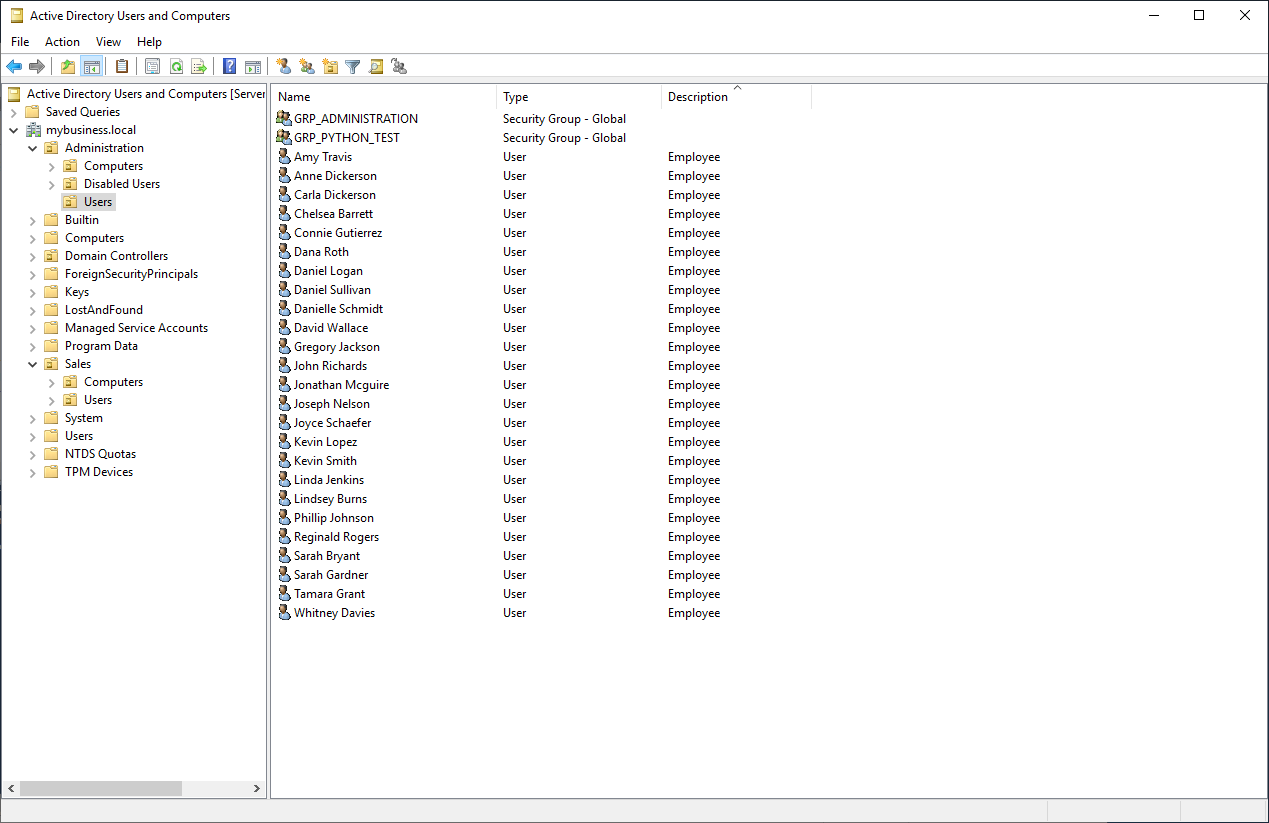 Active Directory Users and Computers
File Action View Help
Active Directory Users and Computers [Server
Saved Queries
mybusiness.local
Administration
Computers
Disabled Users
Users
Builtin
Computers
Domain Controllers
ForeignSecurityPrincipals
Keys
LostAndFound
Managed Service Accounts
Program Data
Sales
Computers
Users
System
Users
NTDS Quotas
TPM Devices
Name Type Description
GRP_ADMINISTRATION Security Group - Global
GRP_PYTHON_TEST Security Group - Global
Amy Travis User Employee
Anne Dickerson User Employee
Carla Dickerson User Employee
Chelsea Barrett User Employee
Connie Gutierrez User Employee
Dana Roth User Employee
Daniel Logan User Employee
Daniel Sullivan User Employee
Danielle Schmidt User Employee
David Wallace User Employee
Gregory Jackson User Employee
John Richards User Employee
Jonathan Mcguire User Employee
Joseph Nelson User Employee
Joyce Schaefer User Employee
Kevin Lopez User Employee
Kevin Smith User Employee
Linda Jenkins User Employee
Lindsey Burns User Employee
Phillip Johnson User Employee
Reginald Rogers User Employee
Sarah Bryant User Employee
Sarah Gardner User Employee
Tamara Grant User Employee
Whitney Davies User Employee